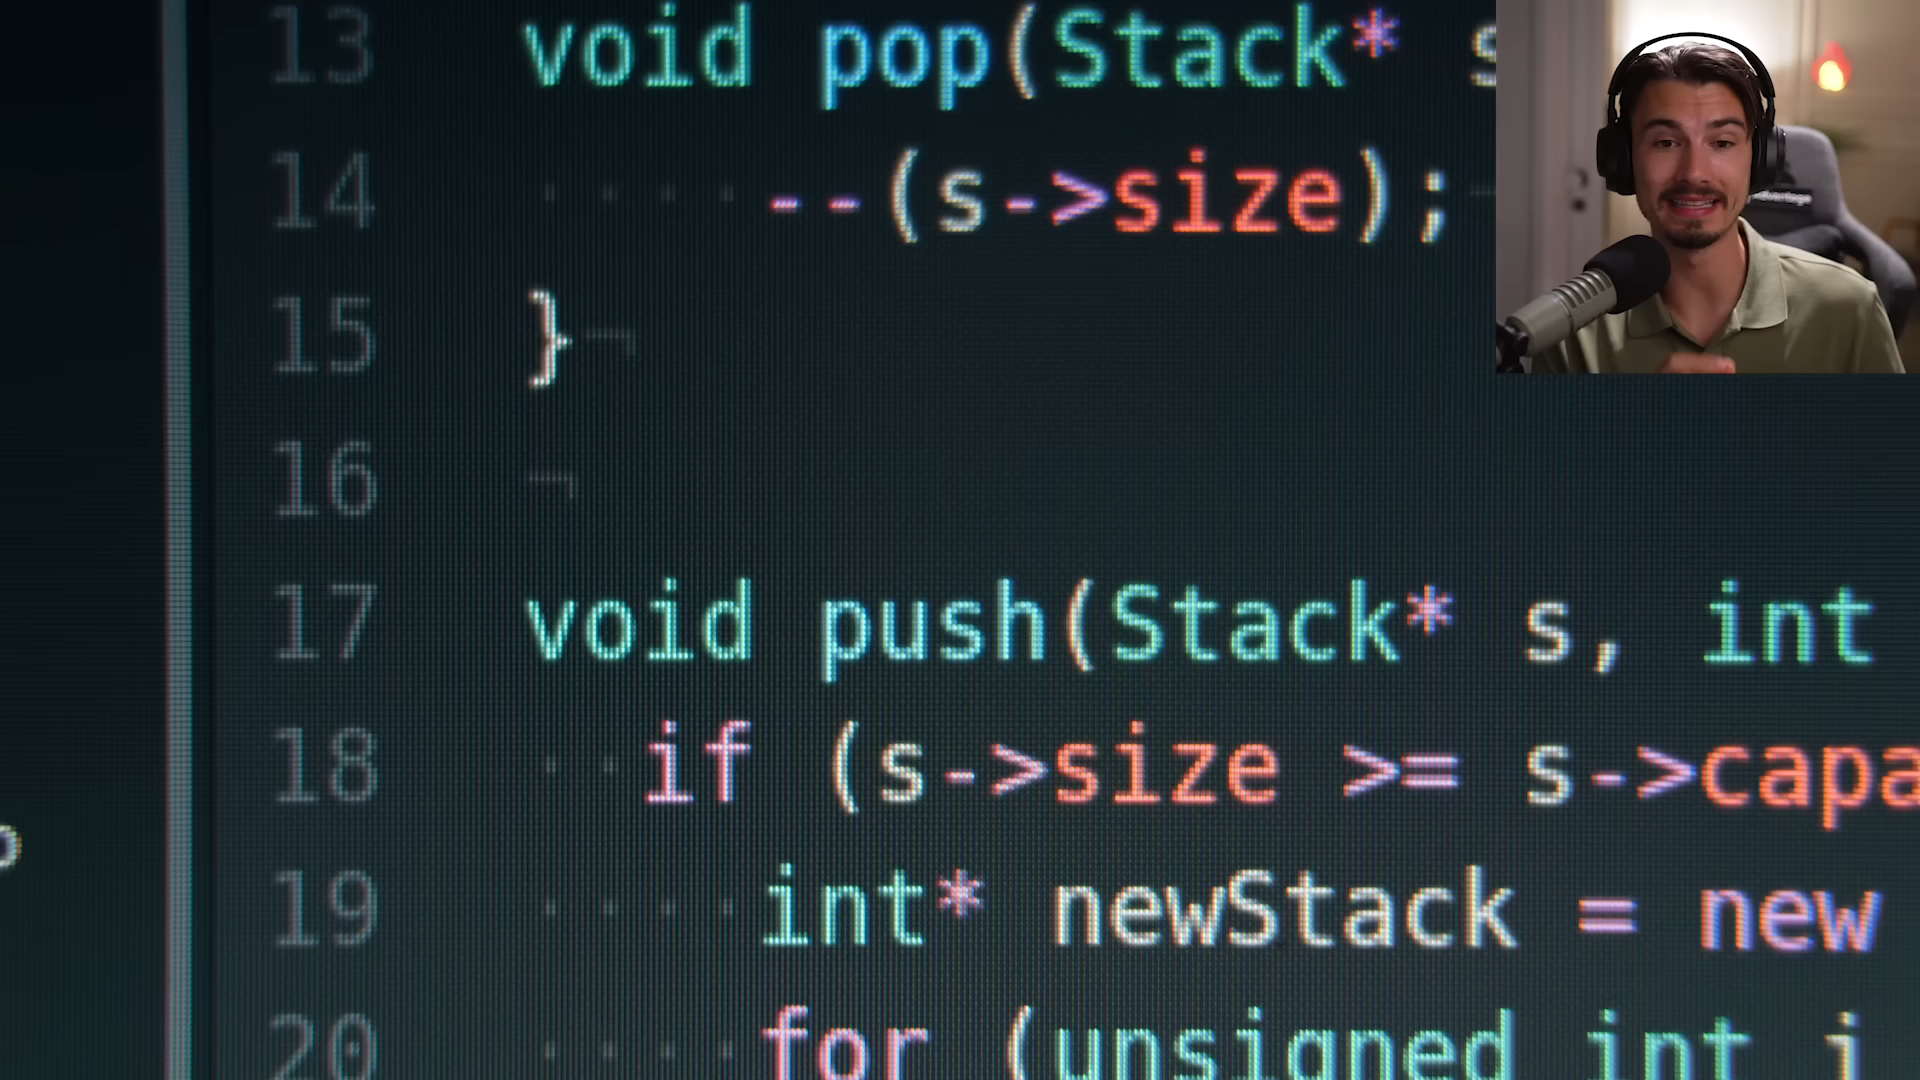 13 void pop(Stack* s
14 --(s->size);
15 }
16
17 void push(Stack* s, int
18 if (s->size >= s->capa
19 int* newStack = new
20 for (unsigned int i